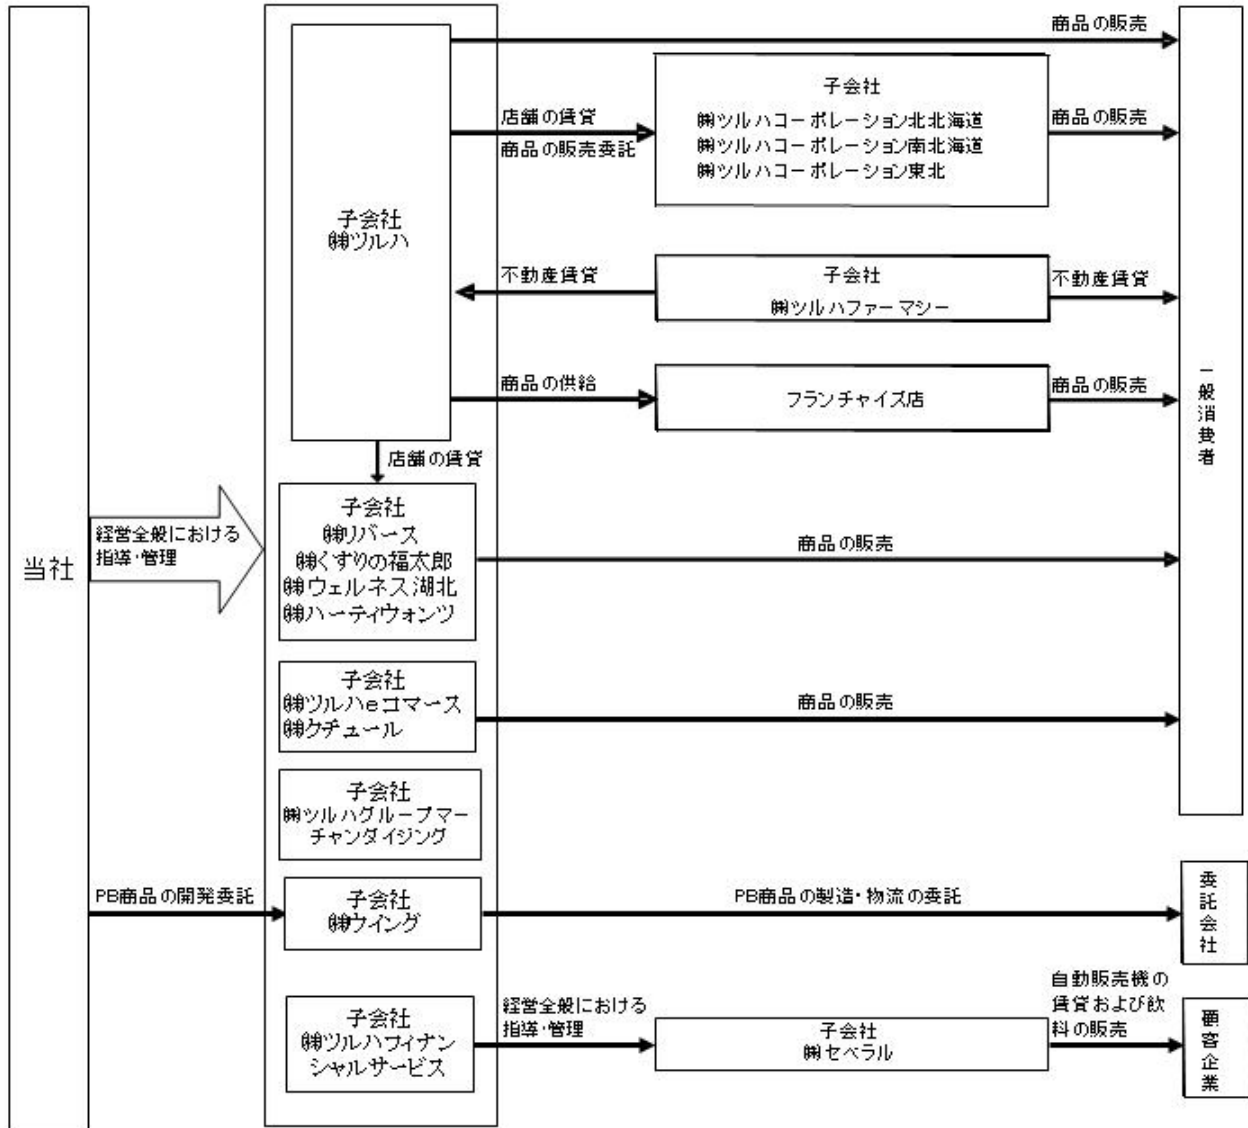 当社
経営全般における
指導・管理
PB商品の開発委託
子会社
㈱ツルハ
店舗の賃貸
子会社
㈱リバース
㈱くすりの福太郎
㈱ウェルネス湖北
㈱ハーティウォンツ
子会社
㈱ツルハeコマース
㈱クチュール
子会社
㈱ツルハグループマー
チャンダイジング
子会社
㈱ウイング
子会社
㈱ツルハフィナン
シャルサービス
商品の販売
店舗の賃貸
商品の販売委託
子会社
㈱ツルハコーポレーション北北海道
㈱ツルハコーポレーション南北海道
㈱ツルハコーポレーション東北
商品の販売
不動産賃貸
子会社
㈱ツルハファーマシー
不動産賃貸
商品の供給
フランチャイズ店
商品の販売
商品の販売
商品の販売
PB商品の製造・物流の委託
経営全般における
指導・管理
子会社
㈱セベラル
自動販売機の
賃貸および飲
料の販売
一般消費者
委託会社
顧客企業